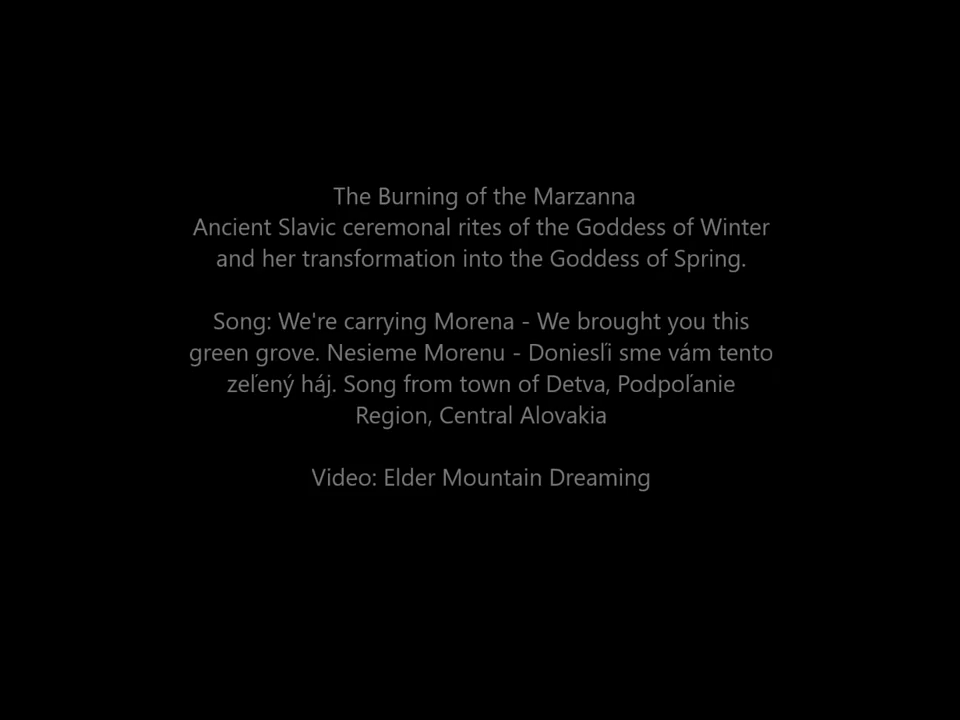 The Burning of the Marzanna
Ancient Slavic ceremonal rites of the Goddess of Winter
and her transformation into the Goddess of Spring.
Song: We're carrying Morena - We brought you this
green grove. Nesieme Morenu - Doniesľi sme vám tento
zeľený háj. Song from town of Detva, Podpoľanie
Region, Central Alovakia
Video: Elder Mountain Dreaming